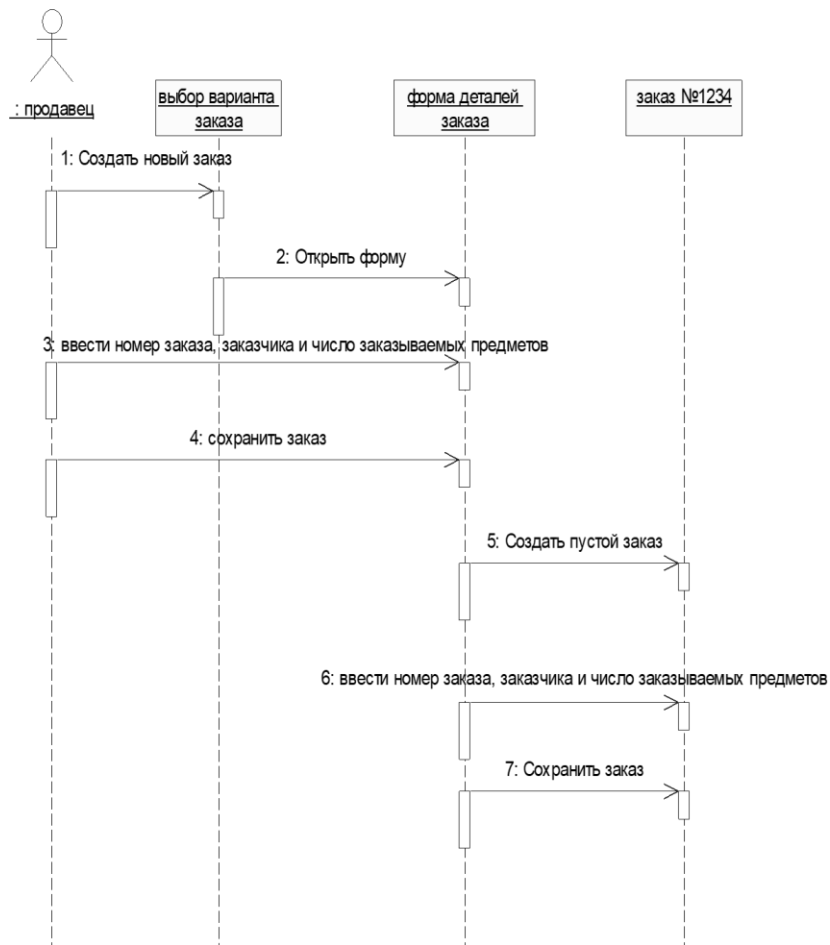 : продавец
выбор варианта
заказа
форма деталей
заказа
заказ №1234
1: Создать новый заказ
2: Открыть форму
3: ввести номер заказа, заказчика и число заказываемых предметов
4: сохранить заказ
5: Создать пустой заказ
6: ввести номер заказа, заказчика и число заказываемых предметов
7: Сохранить заказ